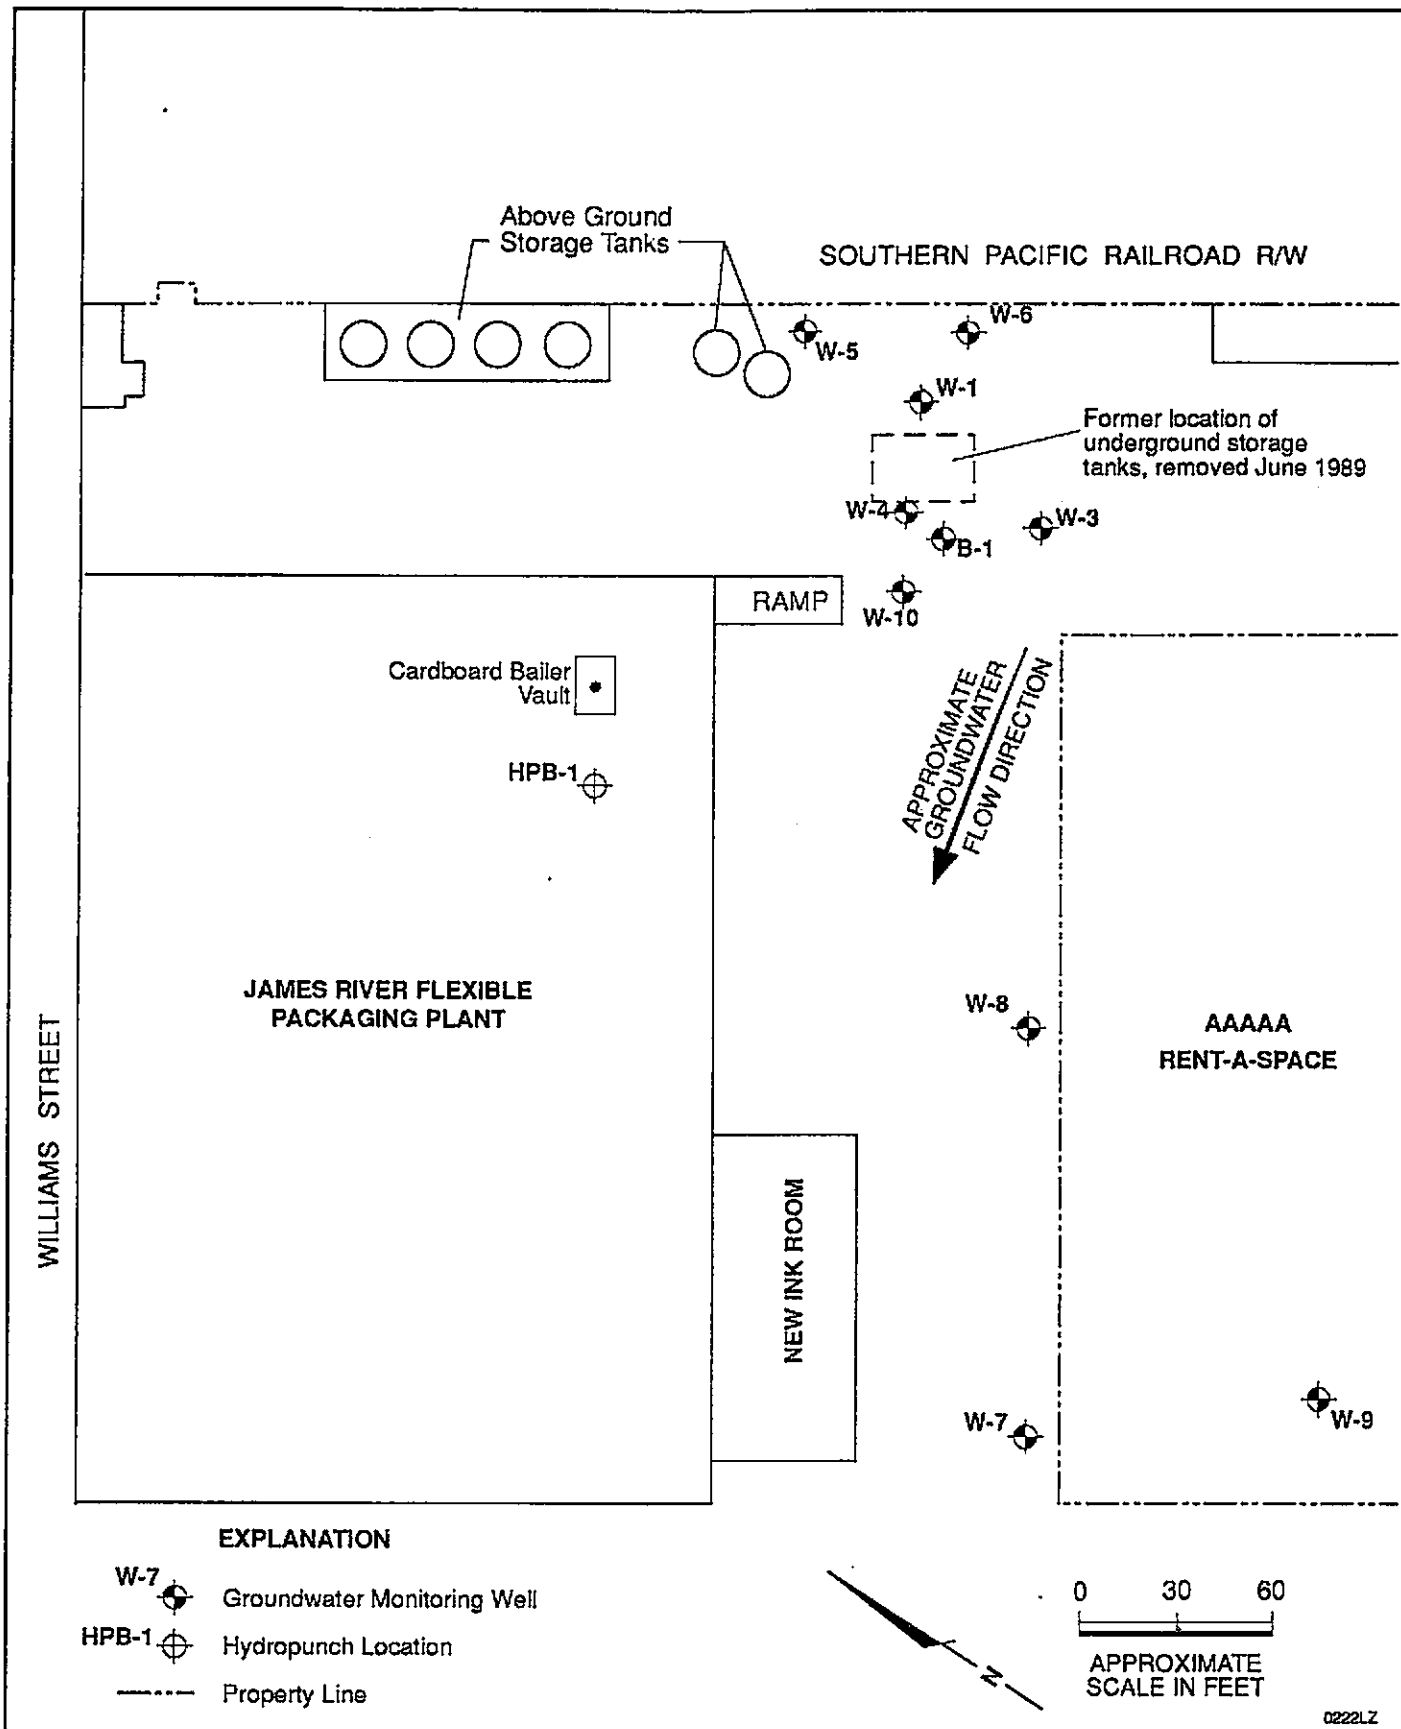 Above Ground
Storage Tanks
SOUTHERN PACIFIC RAILROAD R/W
W-6
W-5
W-1
Former location of
underground storage
tanks, removed June 1989
W-4
W-3
B-1
RAMP
W-10
Cardboard Bailer
Vault
APPROXIMATE
GROUNDWATER
FLOW DIRECTION
HPB-1
JAMES RIVER FLEXIBLE
PACKAGING PLANT
W-8
AAAAA
RENT-A-SPACE
WILLIAMS STREET
NEW INK ROOM
W-7
W-9
EXPLANATION
W-7 Groundwater Monitoring Well
HPB-1 Hydropunch Location
Property Line
N
0 30 60
APPROXIMATE
SCALE IN FEET
0222LZ